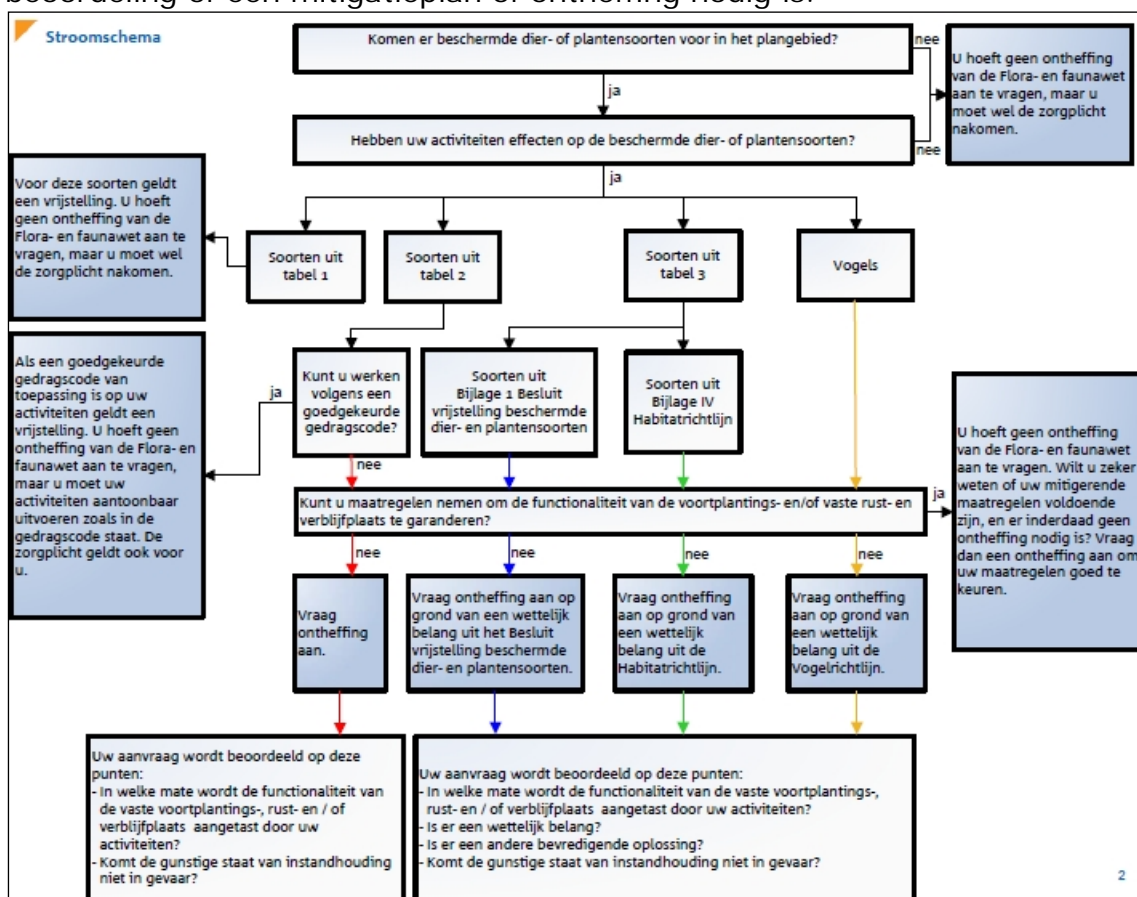 beoordeling of een mitigatieplan of ontheffing nodig is.
Stroomschema
Komen er beschermde dier- of plantensoorten voor in het plangebied?
nee
U hoeft geen ontheffing
van de Flora- en faunawet
aan te vragen, maar u
moet wel de zorgplicht
nakomen.
ja
Hebben uw activiteiten effecten op de beschermde dier- of plantensoorten?
nee
ja
Voor deze soorten geldt
een vrijstelling. U hoeft
geen ontheffing van de
Flora- en faunawet aan te
vragen, maar u moet wel
de zorgplicht nakomen.
Soorten uit
tabel 1
Soorten uit
tabel 2
Soorten uit
tabel 3
Vogels
Als een goedgekeurde
gedragscode van
toepassing is op uw
activiteiten geldt een
vrijstelling. U hoeft geen
ontheffing van de Flora- en
faunawet aan te vragen,
maar u moet uw
activiteiten aantoonbaar
uitvoeren zoals in de
gedragscode staat. De
zorgplicht geldt ook voor
u.
ja
Kunt u werken
volgens een
goedgekeurde
gedragscode?
Soorten uit
Bijlage 1 Besluit
vrijstelling beschermde
dier- en plantensoorten
Soorten uit
Bijlage IV
Habitatrichtlijn
nee
Kunt u maatregelen nemen om de functionaliteit van de voortplantings- en/of vaste rust- en
verblijfplaats te garanderen?
ja
U hoeft geen ontheffing
van de Flora- en faunawet
aan te vragen. Wilt u zeker
weten of uw mitigerende
maatregelen voldoende
zijn, en er inderdaad geen
ontheffing nodig is? Vraag
dan een ontheffing aan om
uw maatregelen goed te
keuren.
nee
nee
nee
nee
Vraag
ontheffing
aan.
Vraag ontheffing aan op
grond van een wettelijk
belang uit het Besluit
vrijstelling beschermde
dier- en plantensoorten.
Vraag ontheffing
aan op grond van
een wettelijk
belang uit de
Habitatrichtlijn.
Vraag ontheffing
aan op grond van
een wettelijk
belang uit de
Vogelrichtlijn.
Uw aanvraag wordt beoordeeld op deze
punten:
- In welke mate wordt de functionaliteit van
de vaste voortplantings-, rust- en / of
verblijfplaats aangetast door uw
activiteiten?
- Komt de gunstige staat van instandhouding
niet in gevaar?
Uw aanvraag wordt beoordeeld op deze punten:
- In welke mate wordt de functionaliteit van de vaste voortplantings-,
rust- en / of verblijfplaats aangetast door uw activiteiten?
- Is er een wettelijk belang?
- Is er een andere bevredigende oplossing?
- Komt de gunstige staat van instandhouding niet in gevaar?
2